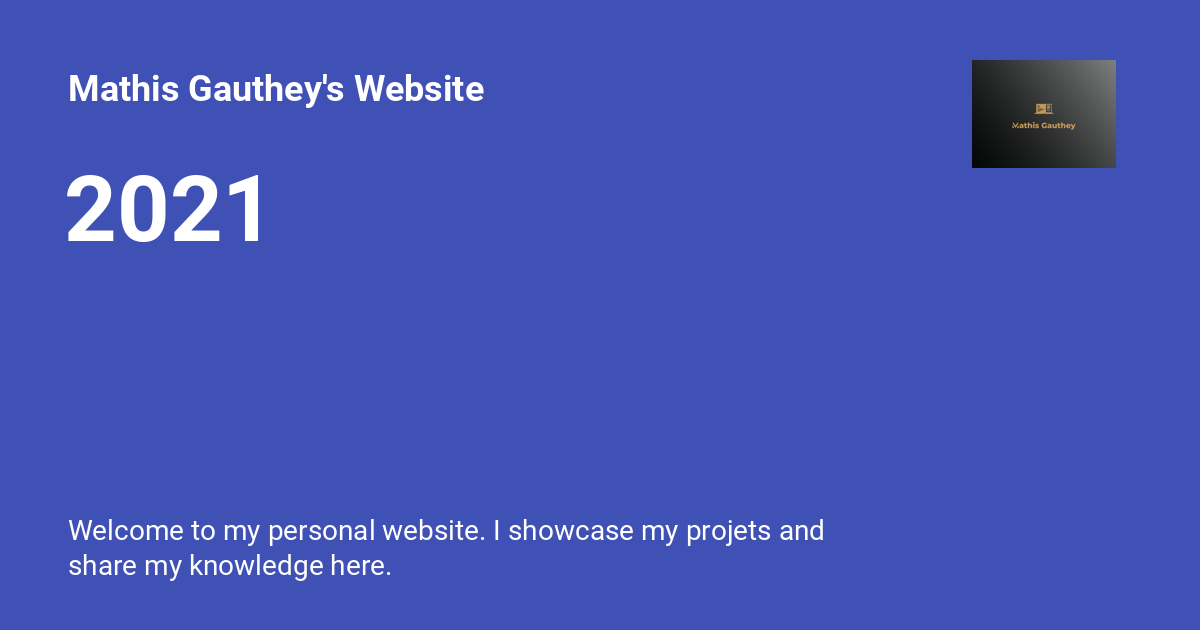 Mathis Gauthey's Website
Mathis Gauthey
2021
Welcome to my personal website. I showcase my projets and
share my knowledge here.